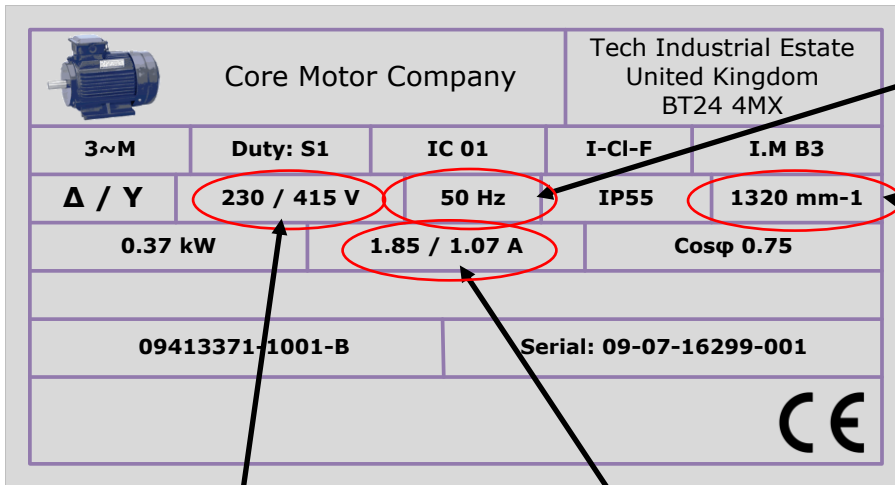 Core Motor Company
Tech Industrial Estate
United Kingdom
BT24 4MX
3~M Duty: S1 IC 01 I-Cl-F I.M B3
Δ / Y 230 / 415 V 50 Hz IP55 1320 mm-1
0.37 kW 1.85 / 1.07 A Cosφ 0.75
09413371-1001-B Serial: 09-07-16299-001
CE